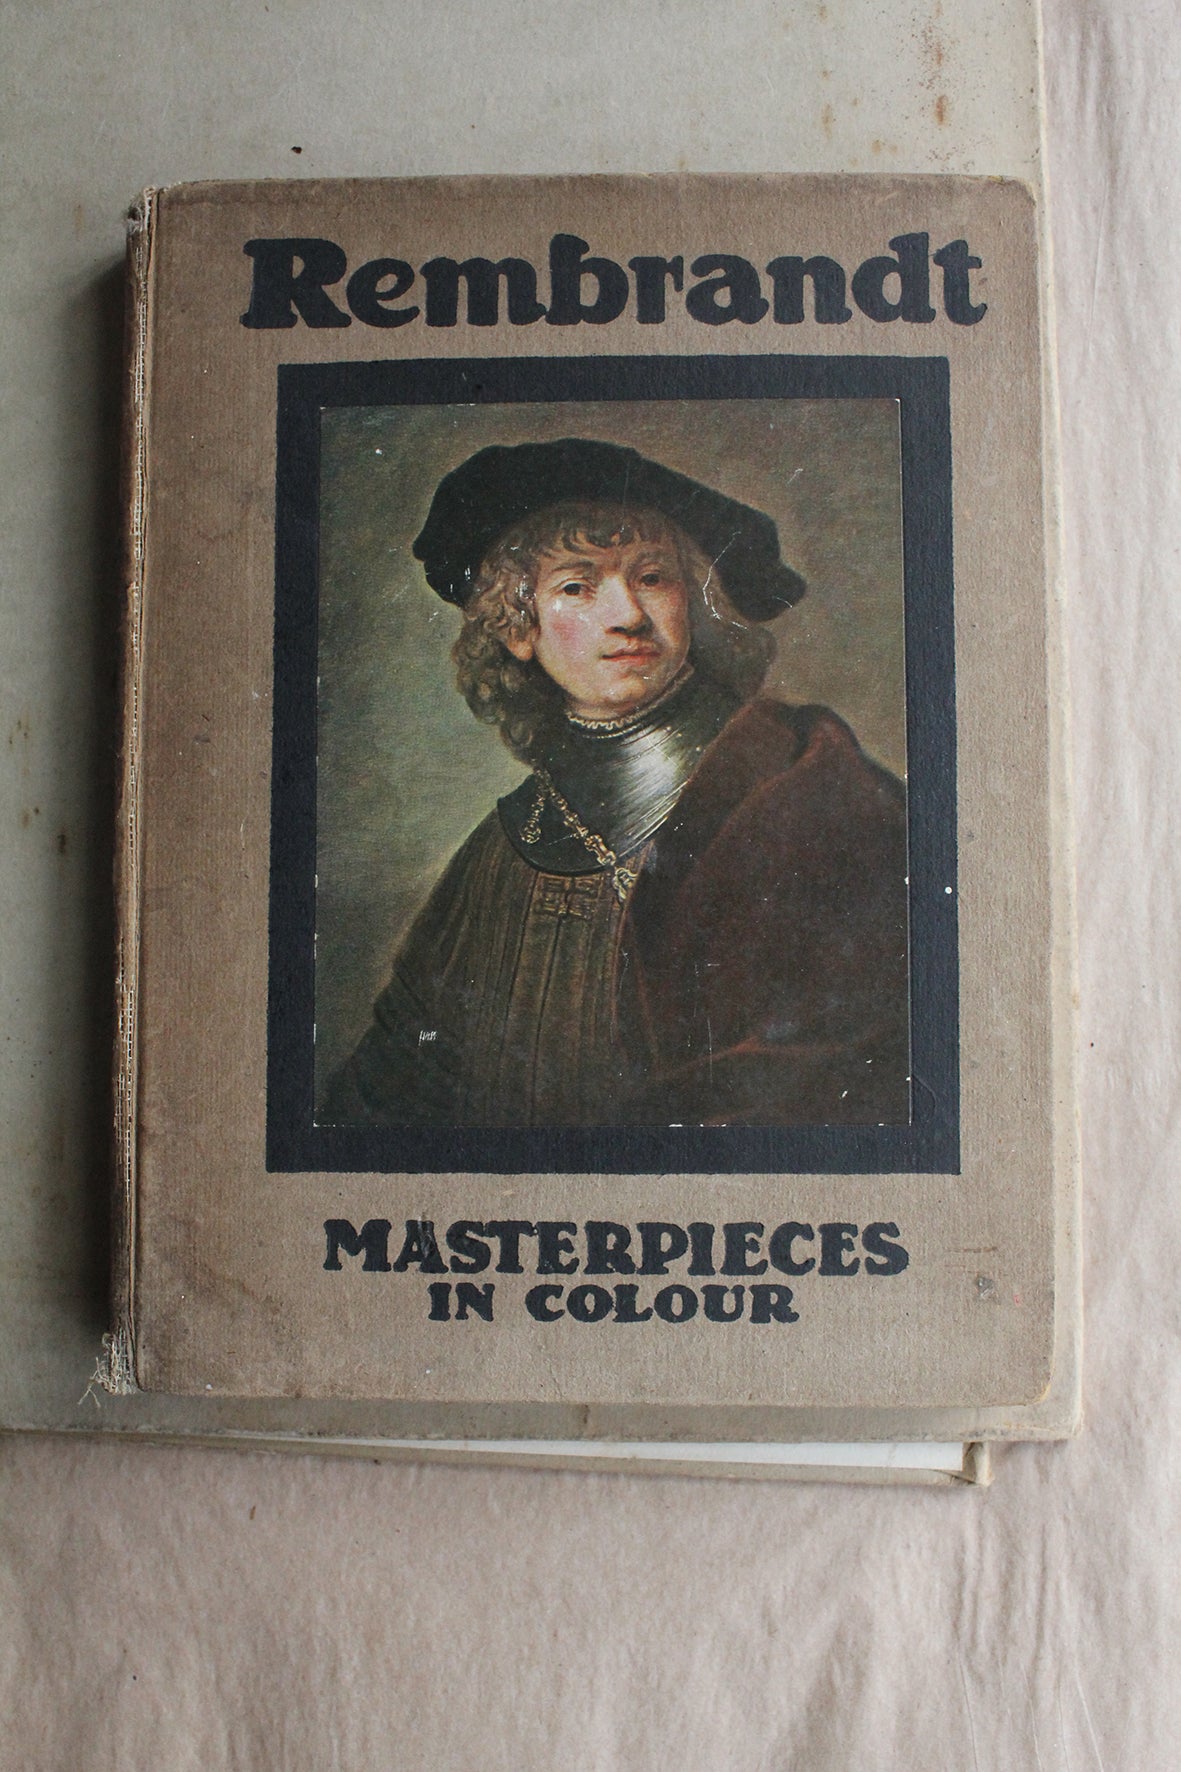 Rembrandt
MASTERPIECES
IN COLOUR